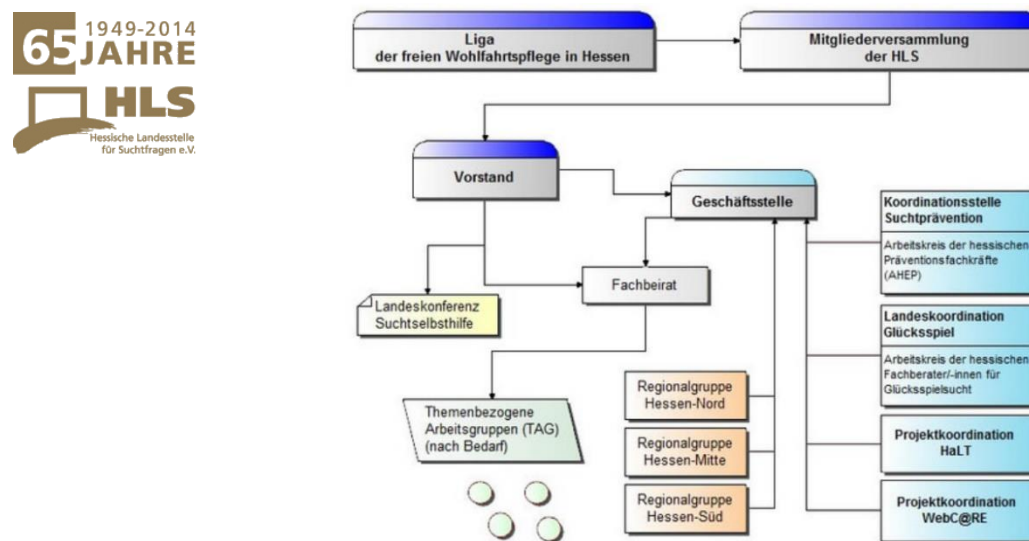 1949-2014
65 JAHRE
HLS
Hessische Landesstelle
für Suchtfragen e.V.
Liga
der freien Wohlfahrtspflege in Hessen
Mitgliederversammlung
der HLS
Vorstand
Geschäftsstelle
Koordinationsstelle
Suchtprävention
Arbeitskreis der hessischen
Präventionsfachkräfte
(AHEP)
Fachbeirat
Landeskonferenz
Suchtselbsthilfe
Landeskoordination
Glücksspiel
Arbeitskreis der hessischen
Fachberater/-innen für
Glücksspielsucht
Regionalgruppe
Hessen-Nord
Themenbezogene
Arbeitsgruppen (TAG)
(nach Bedarf)
Regionalgruppe
Hessen-Mitte
Projektkoordination
HaLT
Regionalgruppe
Hessen-Süd
Projektkoordination
WebC@RE